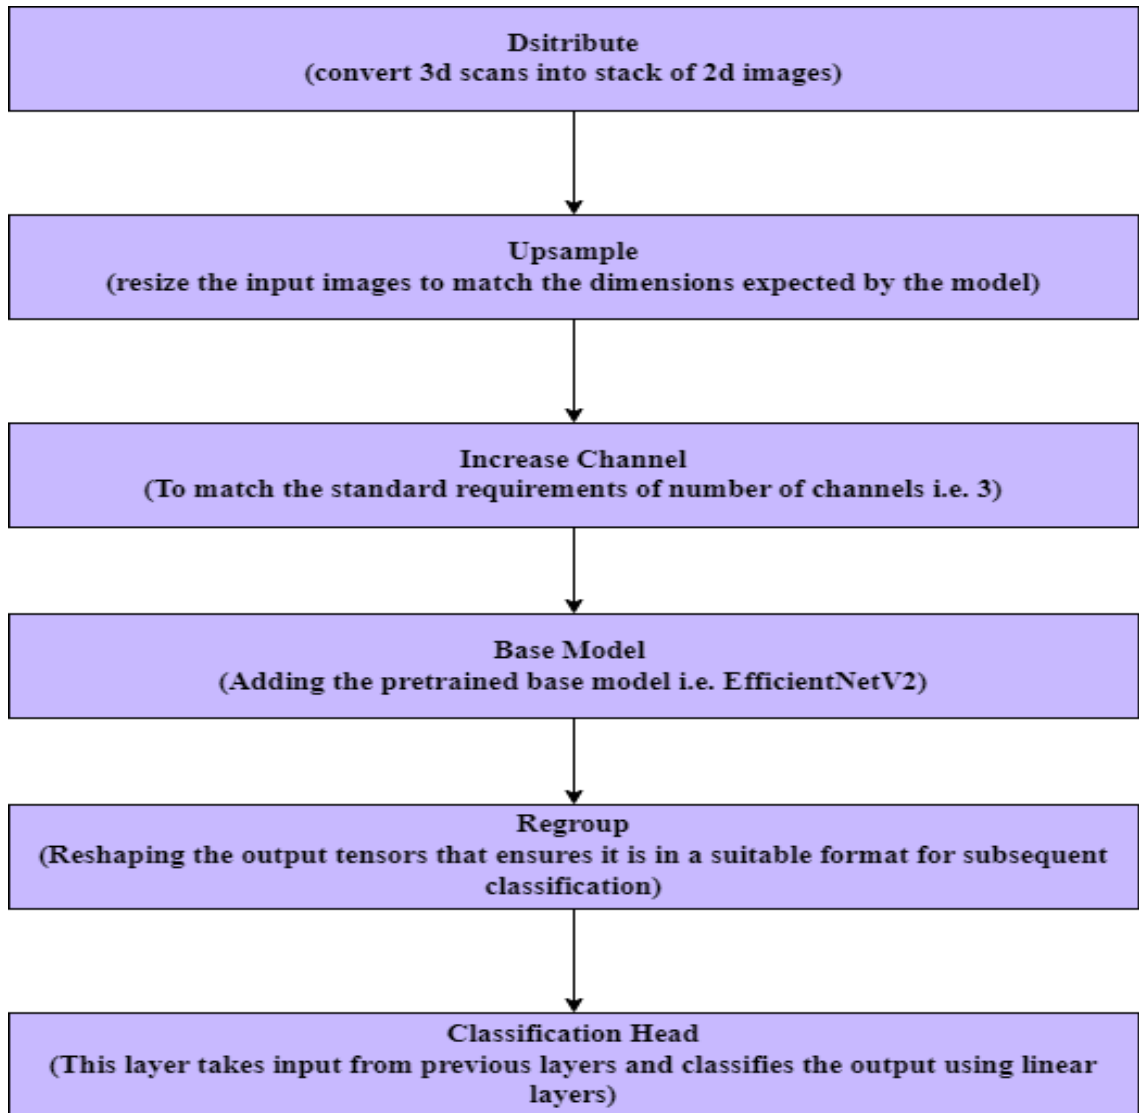 Dsitribute
(convert 3d scans into stack of 2d images)
Upsample
(resize the input images to match the dimensions expected by the model)
Increase Channel
(To match the standard requirements of number of channels i.e. 3)
Base Model
(Adding the pretrained base model i.e. EfficientNetV2)
Regroup
(Reshaping the output tensors that ensures it is in a suitable format for subsequent
classification)
Classification Head
(This layer takes input from previous layers and classifies the output using linear
layers)